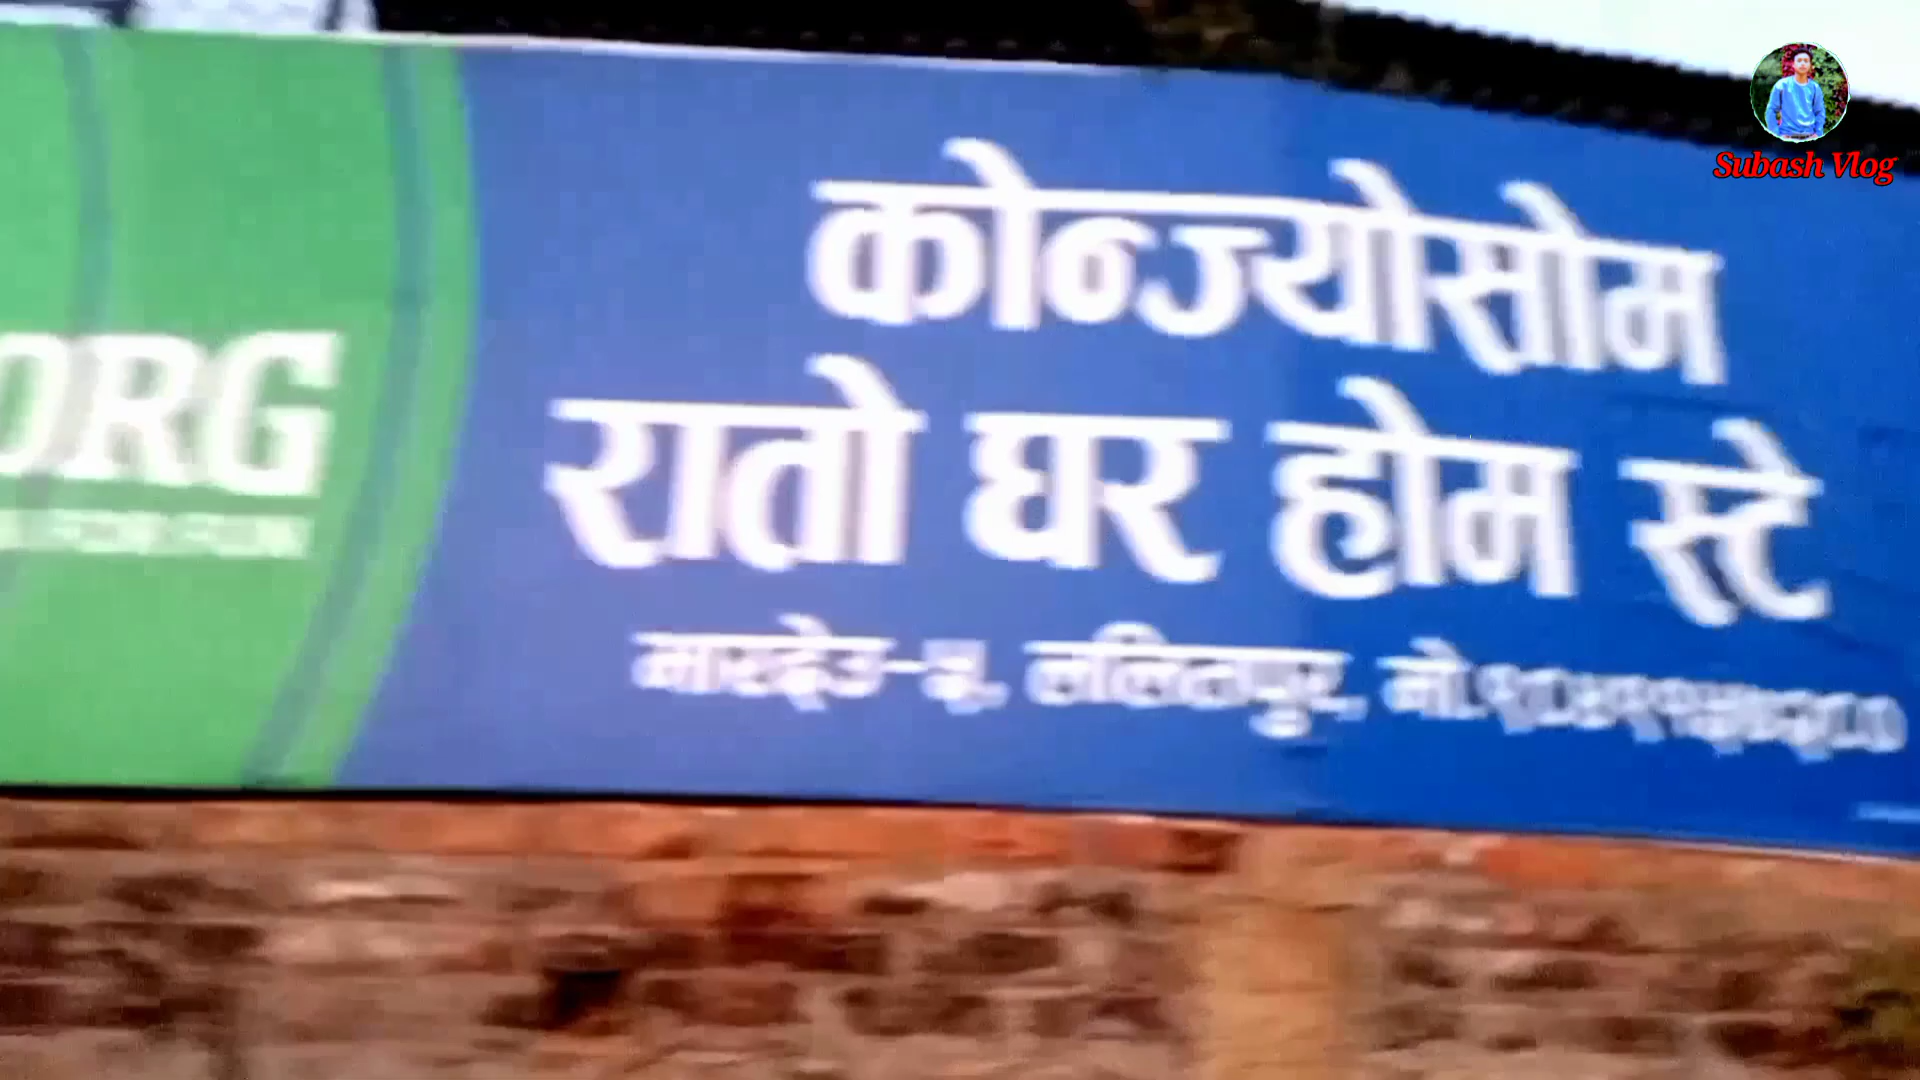 Subash Vlog
ORG
कोन्ज्योसोम
रातो घर होम स्टे
ललितपुर, मो.